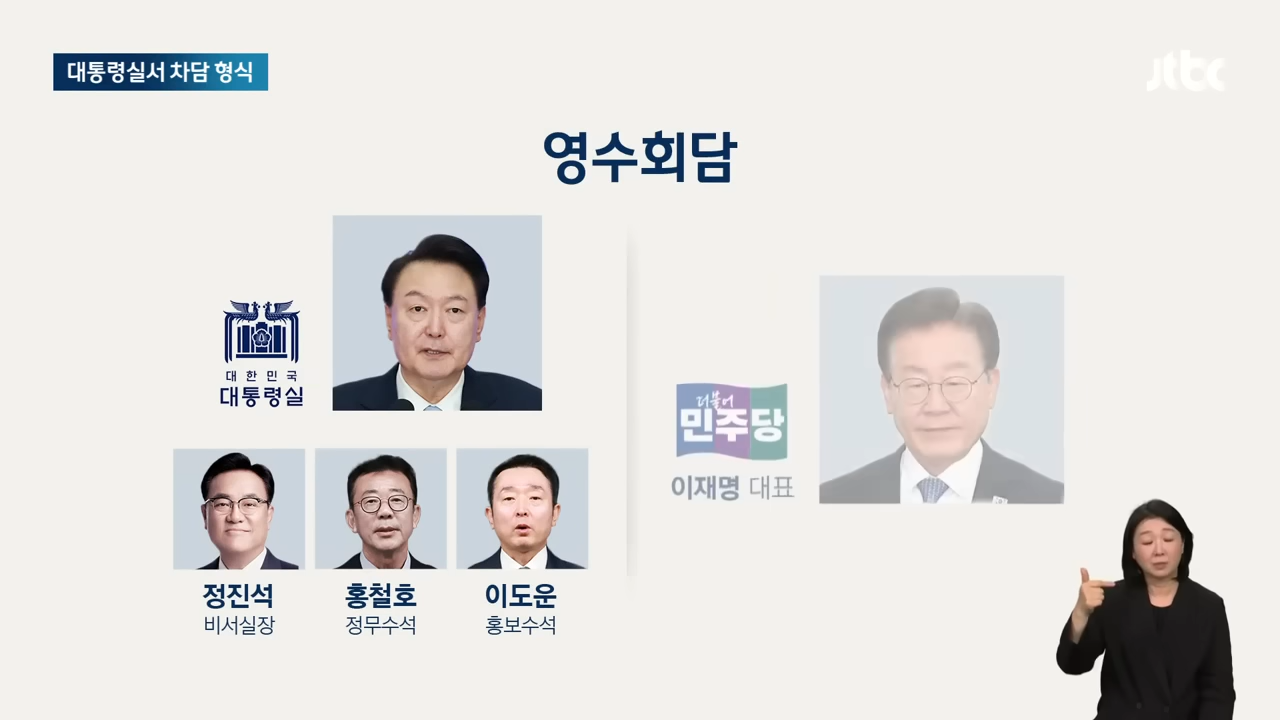 대통령실서 차담 형식
jtbc
영수회담
대한민국
대통령실
더불어
민주당
이재명 대표
정진석
비서실장
홍철호
정무수석
이도운
홍보수석